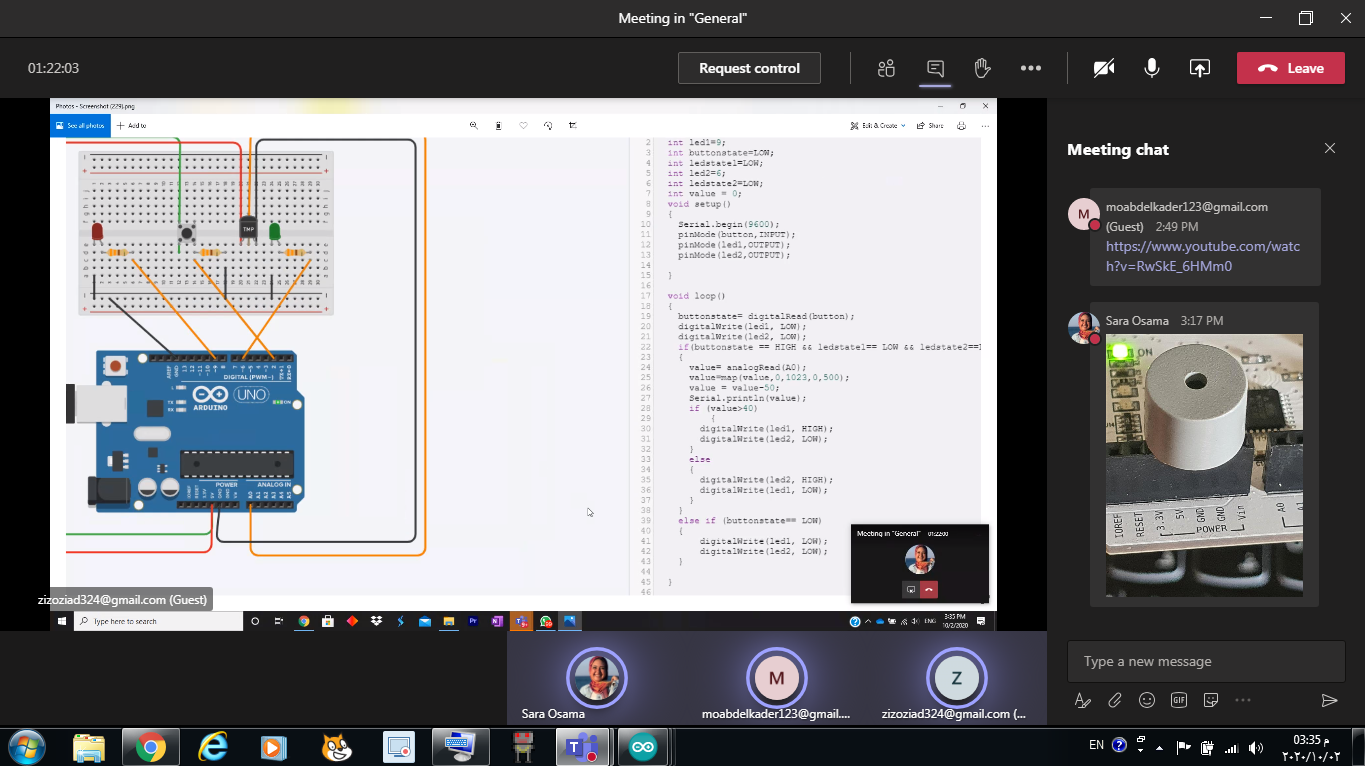 Meeting in "General"
01:22:03
Request control
Leave
Photos - Screenshot (229).png
See all photos
Add to
Edit & Create
Share
TMP
DIGITAL (PWM~)
ARDUINO
UNO
ON
POWER
ANALOG IN
2 int led1=9;
3 int buttonstate=LOW;
4 int ledstate1=LOW;
5 int led2=6;
6 int ledstate2=LOW;
7 int value = 0;
8 void setup()
9 {
10 Serial.begin(9600);
11 pinMode(button,INPUT);
12 pinMode(led1,OUTPUT);
13 pinMode(led2,OUTPUT);
14
15 }
16
17 void loop()
18 {
19 buttonstate= digitalRead(button);
20 digitalWrite(led1, LOW);
21 digitalWrite(led2, LOW);
22 if(buttonstate == HIGH && ledstate1== LOW && ledstate2==
23 {
24 value= analogRead(A0);
25 value=map(value,0,1023,0,500);
26 value = value-50;
27 Serial.println(value);
28 if (value>40)
29 {
30 digitalWrite(led1, HIGH);
31 digitalWrite(led2, LOW);
32 }
33 else
34 {
35 digitalWrite(led2, HIGH);
36 digitalWrite(led1, LOW);
37 }
38 }
39 else if (buttonstate== LOW)
40 {
41 digitalWrite(led1, LOW);
42 digitalWrite(led2, LOW);
43 }
44
45 }
46
Meeting in "General" 01:22:00
zizoziad324@gmail.com (Guest)
Type here to search
ENG
3:35 PM
10/2/2020
Sara Osama
M
moabdelkader123@gmail....
Z
zizoziad324@gmail.com (...
Meeting chat
M
moabdelkader123@gmail.com
(Guest) 2:49 PM
https://www.youtube.com/watc
h?v=RwSkE_6HMm0
Sara Osama 3:17 PM
ON
IOREF
RESET
3.3V
5V
GND
GND
Vin
POWER
A0
Type a new message
GIF
EN
03:35 م
٢٠٢٠/١٠/٠٢